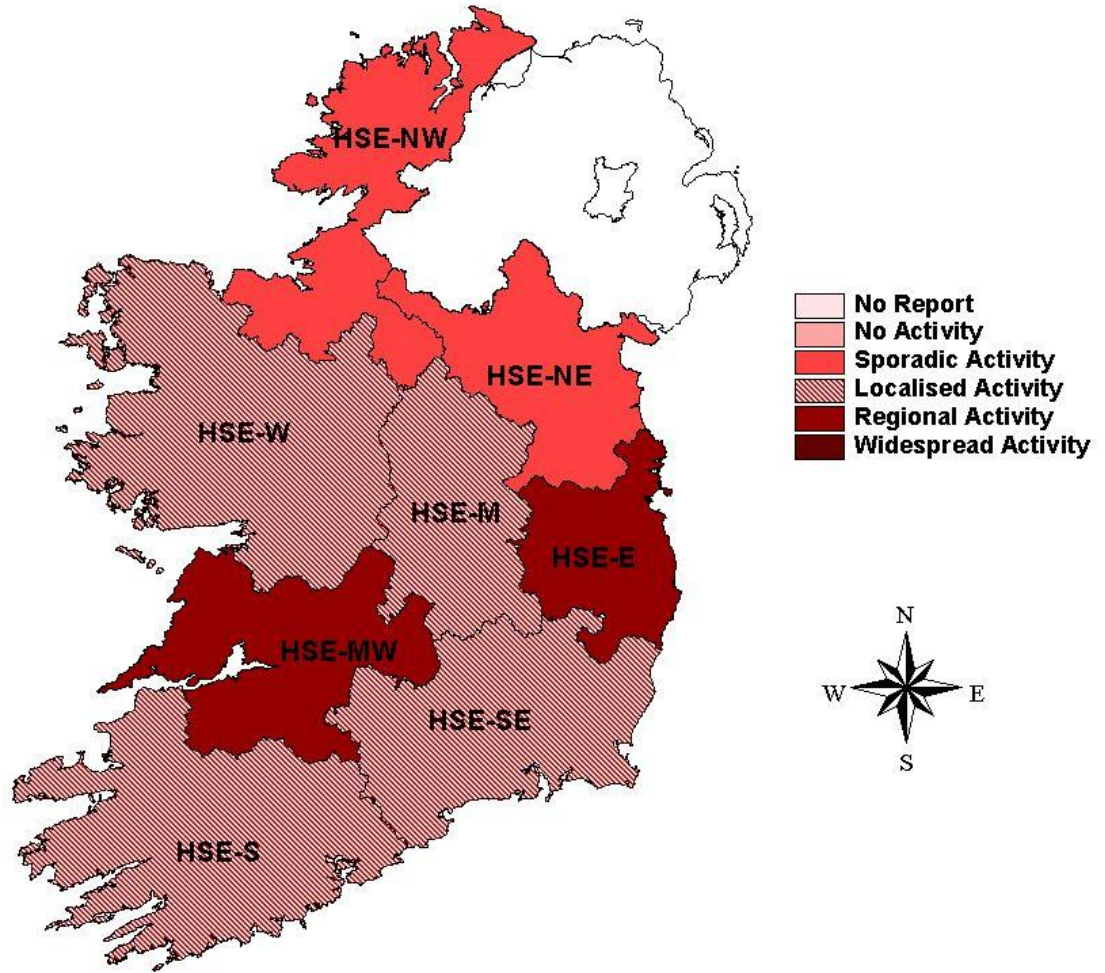 HSE-NW
HSE-NE
HSE-W
HSE-M
HSE-E
HSE-MW
HSE-SE
HSE-S
No Report
No Activity
Sporadic Activity
Localised Activity
Regional Activity
Widespread Activity
N
W
E
S